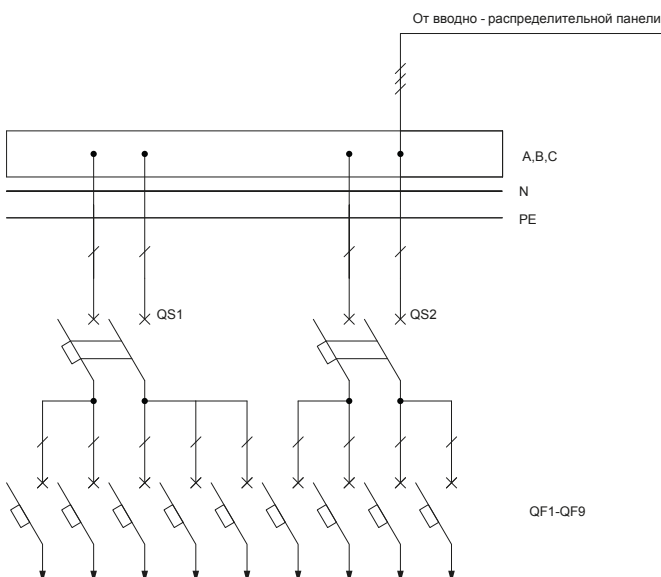 От вводно - распределительной панели
A,B,C
N
PE
QS1
QS2
QF1-QF9